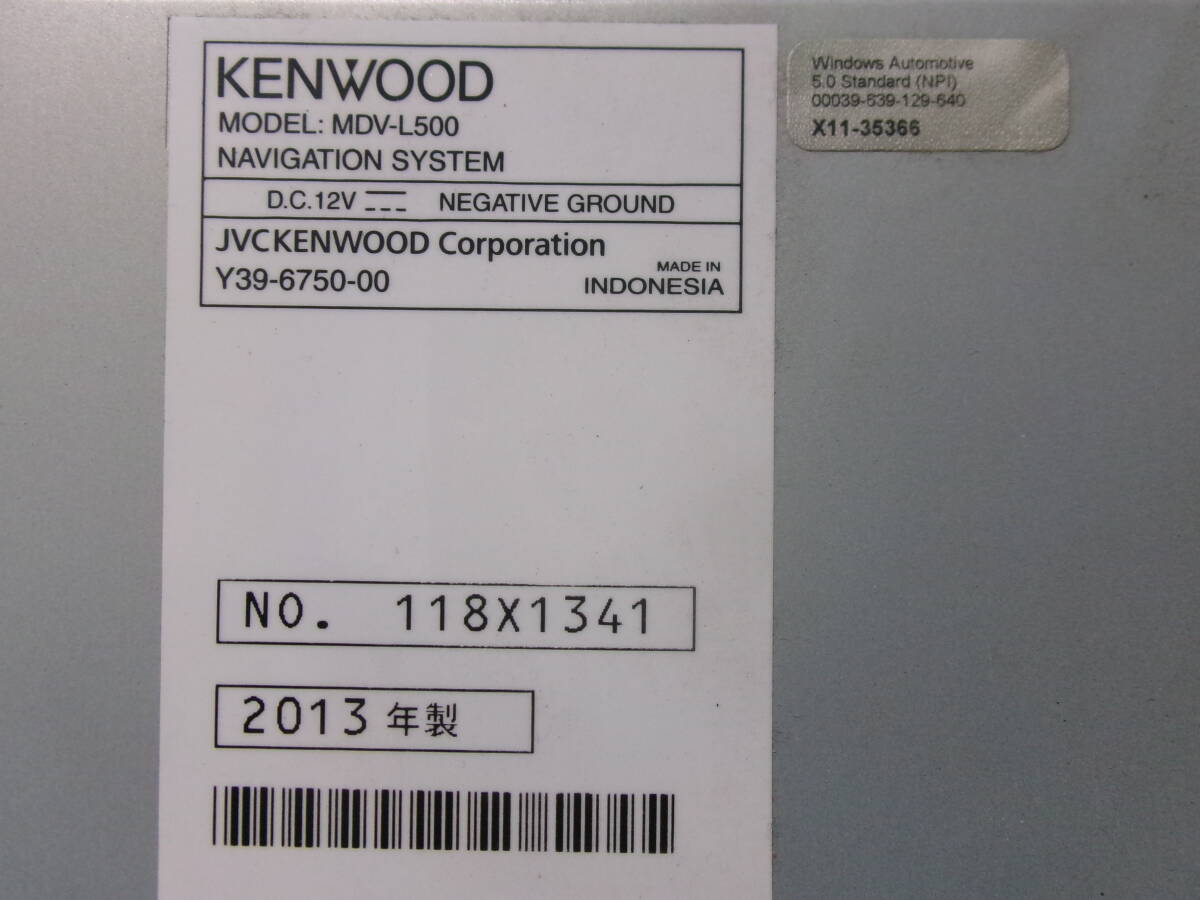 KENWOOD
MODEL: MDV-L500
NAVIGATION SYSTEM
D.C.12V NEGATIVE GROUND
JVCKENWOOD Corporation
Y39-6750-00
MADE IN
INDONESIA
NO. 118X1341
2013 年製
Windows Automotive
5.0 Standard (NPI)
00039-639-129-640
X11-35366